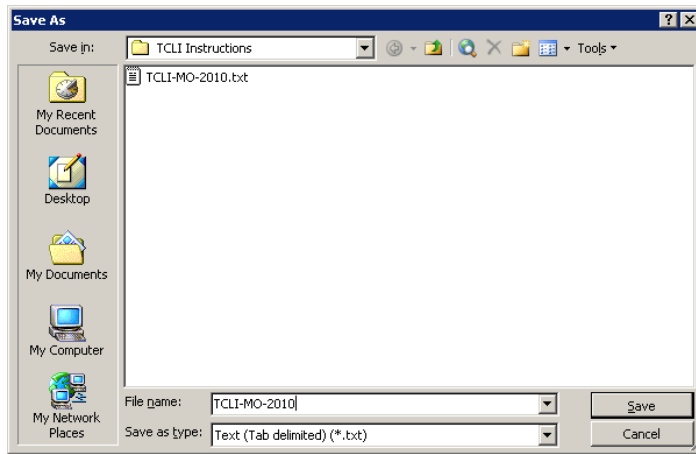 Save As
Save in:
TCLI Instructions
Tools
TCLI-MO-2010.txt
My Recent
Documents
Desktop
My Documents
My Computer
My Network
Places
File name:
TCLI-MO-2010
Save
Save as type:
Text (Tab delimited) (*.txt)
Cancel